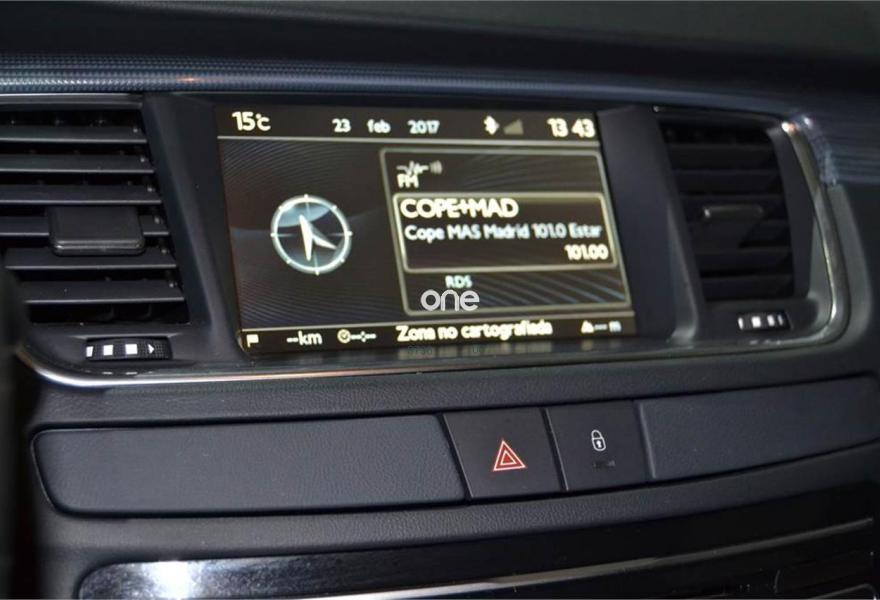 15°c 23 feb 2017 13 43
FM
COPE+MAD
Cope MAS Madrid 101.0 Estar
101.00
RDS
one
--km --:-- Zona no cartografiada --- m